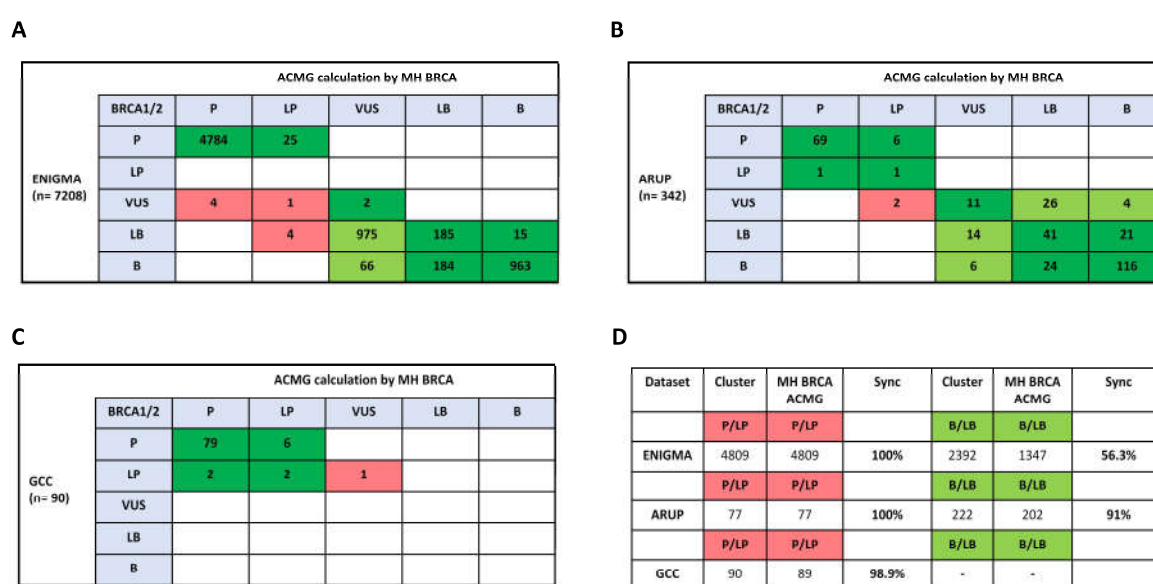 A
ACMG calculation by MH BRCA
BRCA1/2 P LP VUS LB B
P 4784 25
ENIGMA
(n= 7208)
LP
VUS 4 1 2
LB 4 975 185 15
B 66 184 963
B
ACMG calculation by MH BRCA
BRCA1/2 P LP VUS LB B
P 69 6
ARUP
(n= 342)
LP 1 1
VUS 2 11 26 4
LB 14 41 21
B 6 24 116
C
ACMG calculation by MH BRCA
BRCA1/2 P LP VUS LB B
P 79 6
GCC
(n= 90)
LP 2 2 1
VUS
LB
B
D
Dataset Cluster MH BRCA ACMG Sync Cluster MH BRCA ACMG Sync
P/LP P/LP B/LB B/LB
ENIGMA 4809 4809 100% 2392 1347 56.3%
P/LP P/LP B/LB B/LB
ARUP 77 77 100% 222 202 91%
P/LP P/LP B/LB B/LB
GCC 90 89 98.9% - -